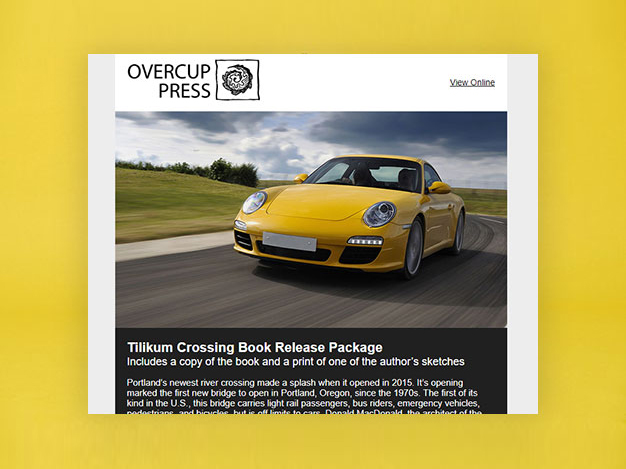 OVERCUP
PRESS
View Online
Tilikum Crossing Book Release Package
Includes a copy of the book and a print of one of the author's sketches
Portland's newest river crossing made a splash when it opened in 2015. It's opening
marked the first new bridge to open in Portland, Oregon, since the 1970s. The first of its
kind in the U.S., this bridge carries light rail passengers, bus riders, emergency vehicles,
pedestrians, and bicycles, but is off limits to cars. Donald MacDonald, the architect of the